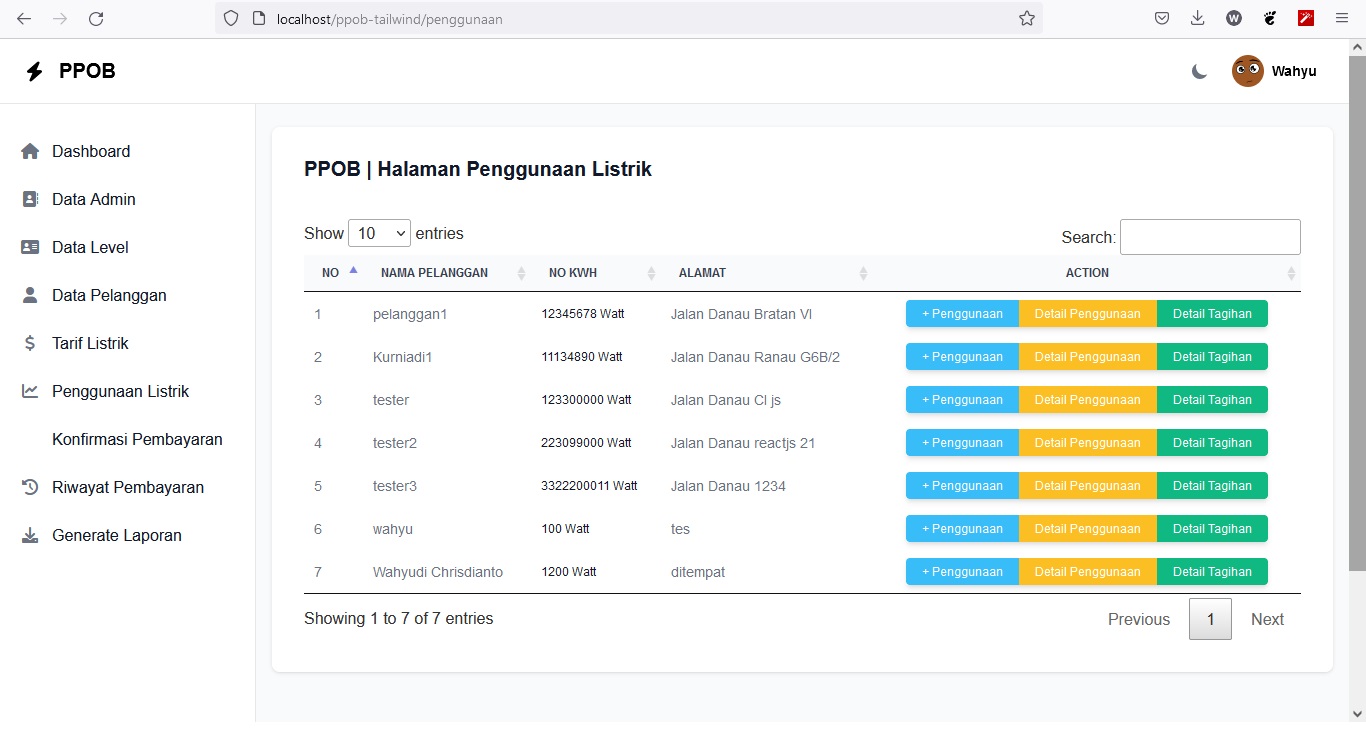 localhost/ppob-tailwind/penggunaan
W
PPOB
Wahyu
Dashboard
Data Admin
Data Level
Data Pelanggan
Tarif Listrik
Penggunaan Listrik
Konfirmasi Pembayaran
Riwayat Pembayaran
Generate Laporan
PPOB | Halaman Penggunaan Listrik
Show 10 entries
Search:
NO NAMA PELANGGAN NO KWH ALAMAT ACTION
1 pelanggan1 12345678 Watt Jalan Danau Bratan VI + Penggunaan Detail Penggunaan Detail Tagihan
2 Kurniadi1 11134890 Watt Jalan Danau Ranau G6B/2 + Penggunaan Detail Penggunaan Detail Tagihan
3 tester 123300000 Watt Jalan Danau CI js + Penggunaan Detail Penggunaan Detail Tagihan
4 tester2 223099000 Watt Jalan Danau reactjs 21 + Penggunaan Detail Penggunaan Detail Tagihan
5 tester3 3322200011 Watt Jalan Danau 1234 + Penggunaan Detail Penggunaan Detail Tagihan
6 wahyu 100 Watt tes + Penggunaan Detail Penggunaan Detail Tagihan
7 Wahyudi Chrisdianto 1200 Watt ditempat + Penggunaan Detail Penggunaan Detail Tagihan
Showing 1 to 7 of 7 entries
Previous 1 Next